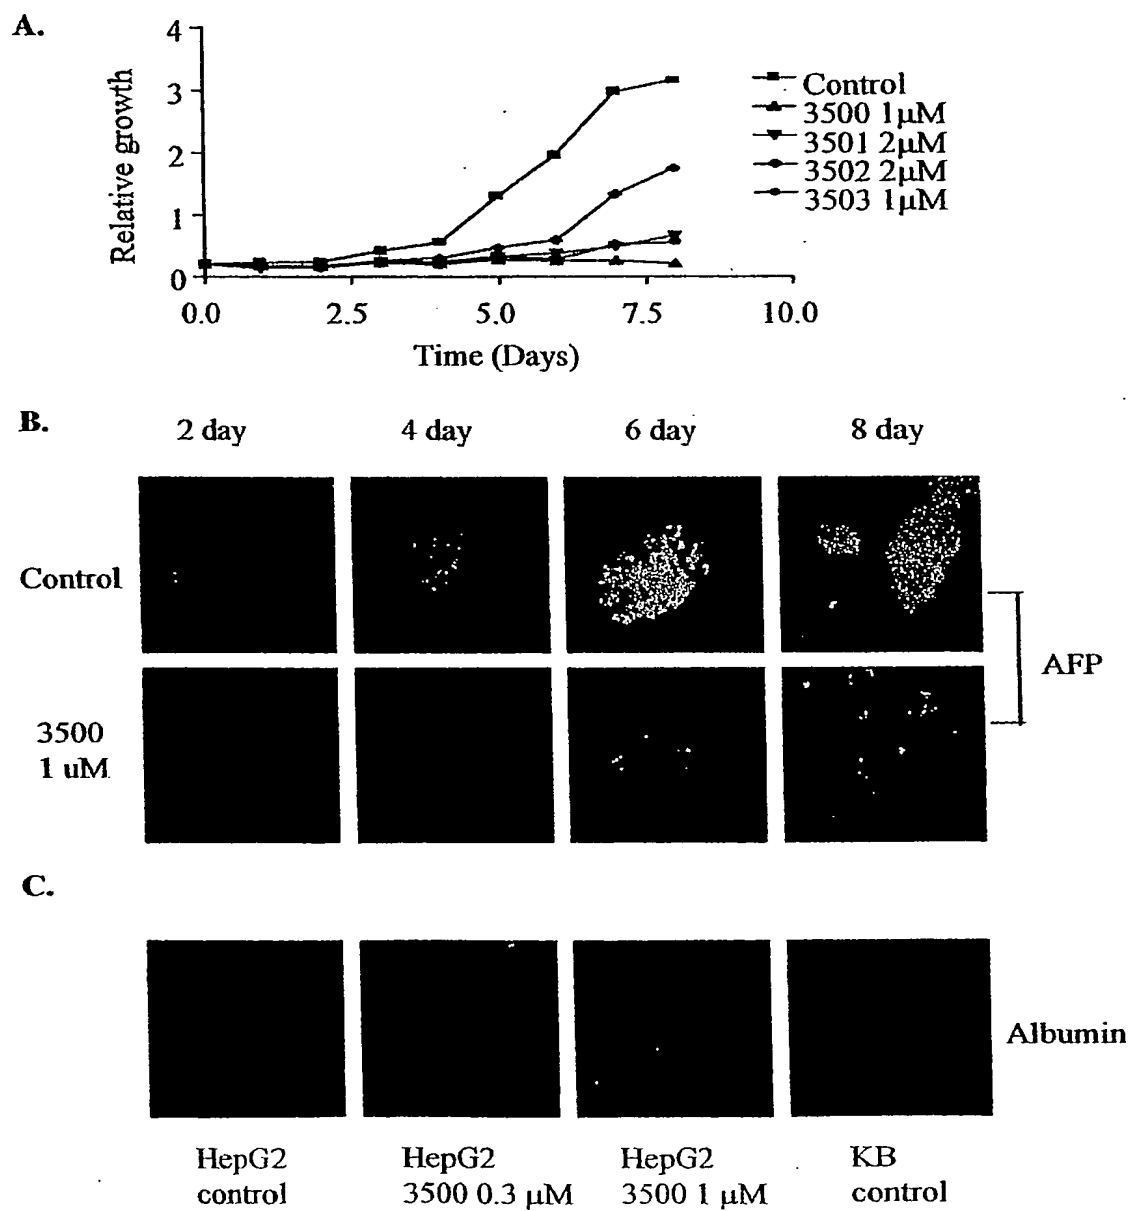 A.
4
3
2
1
0
Relative growth
0.0 2.5 5.0 7.5 10.0
Time (Days)
Control
3500 1μM
3501 2μM
3502 2μM
3503 1μM
B.
2 day 4 day 6 day 8 day
Control
3500
1 uM
AFP
C.
Albumin
HepG2
control
HepG2
3500 0.3 μM
HepG2
3500 1 μM
KB
control